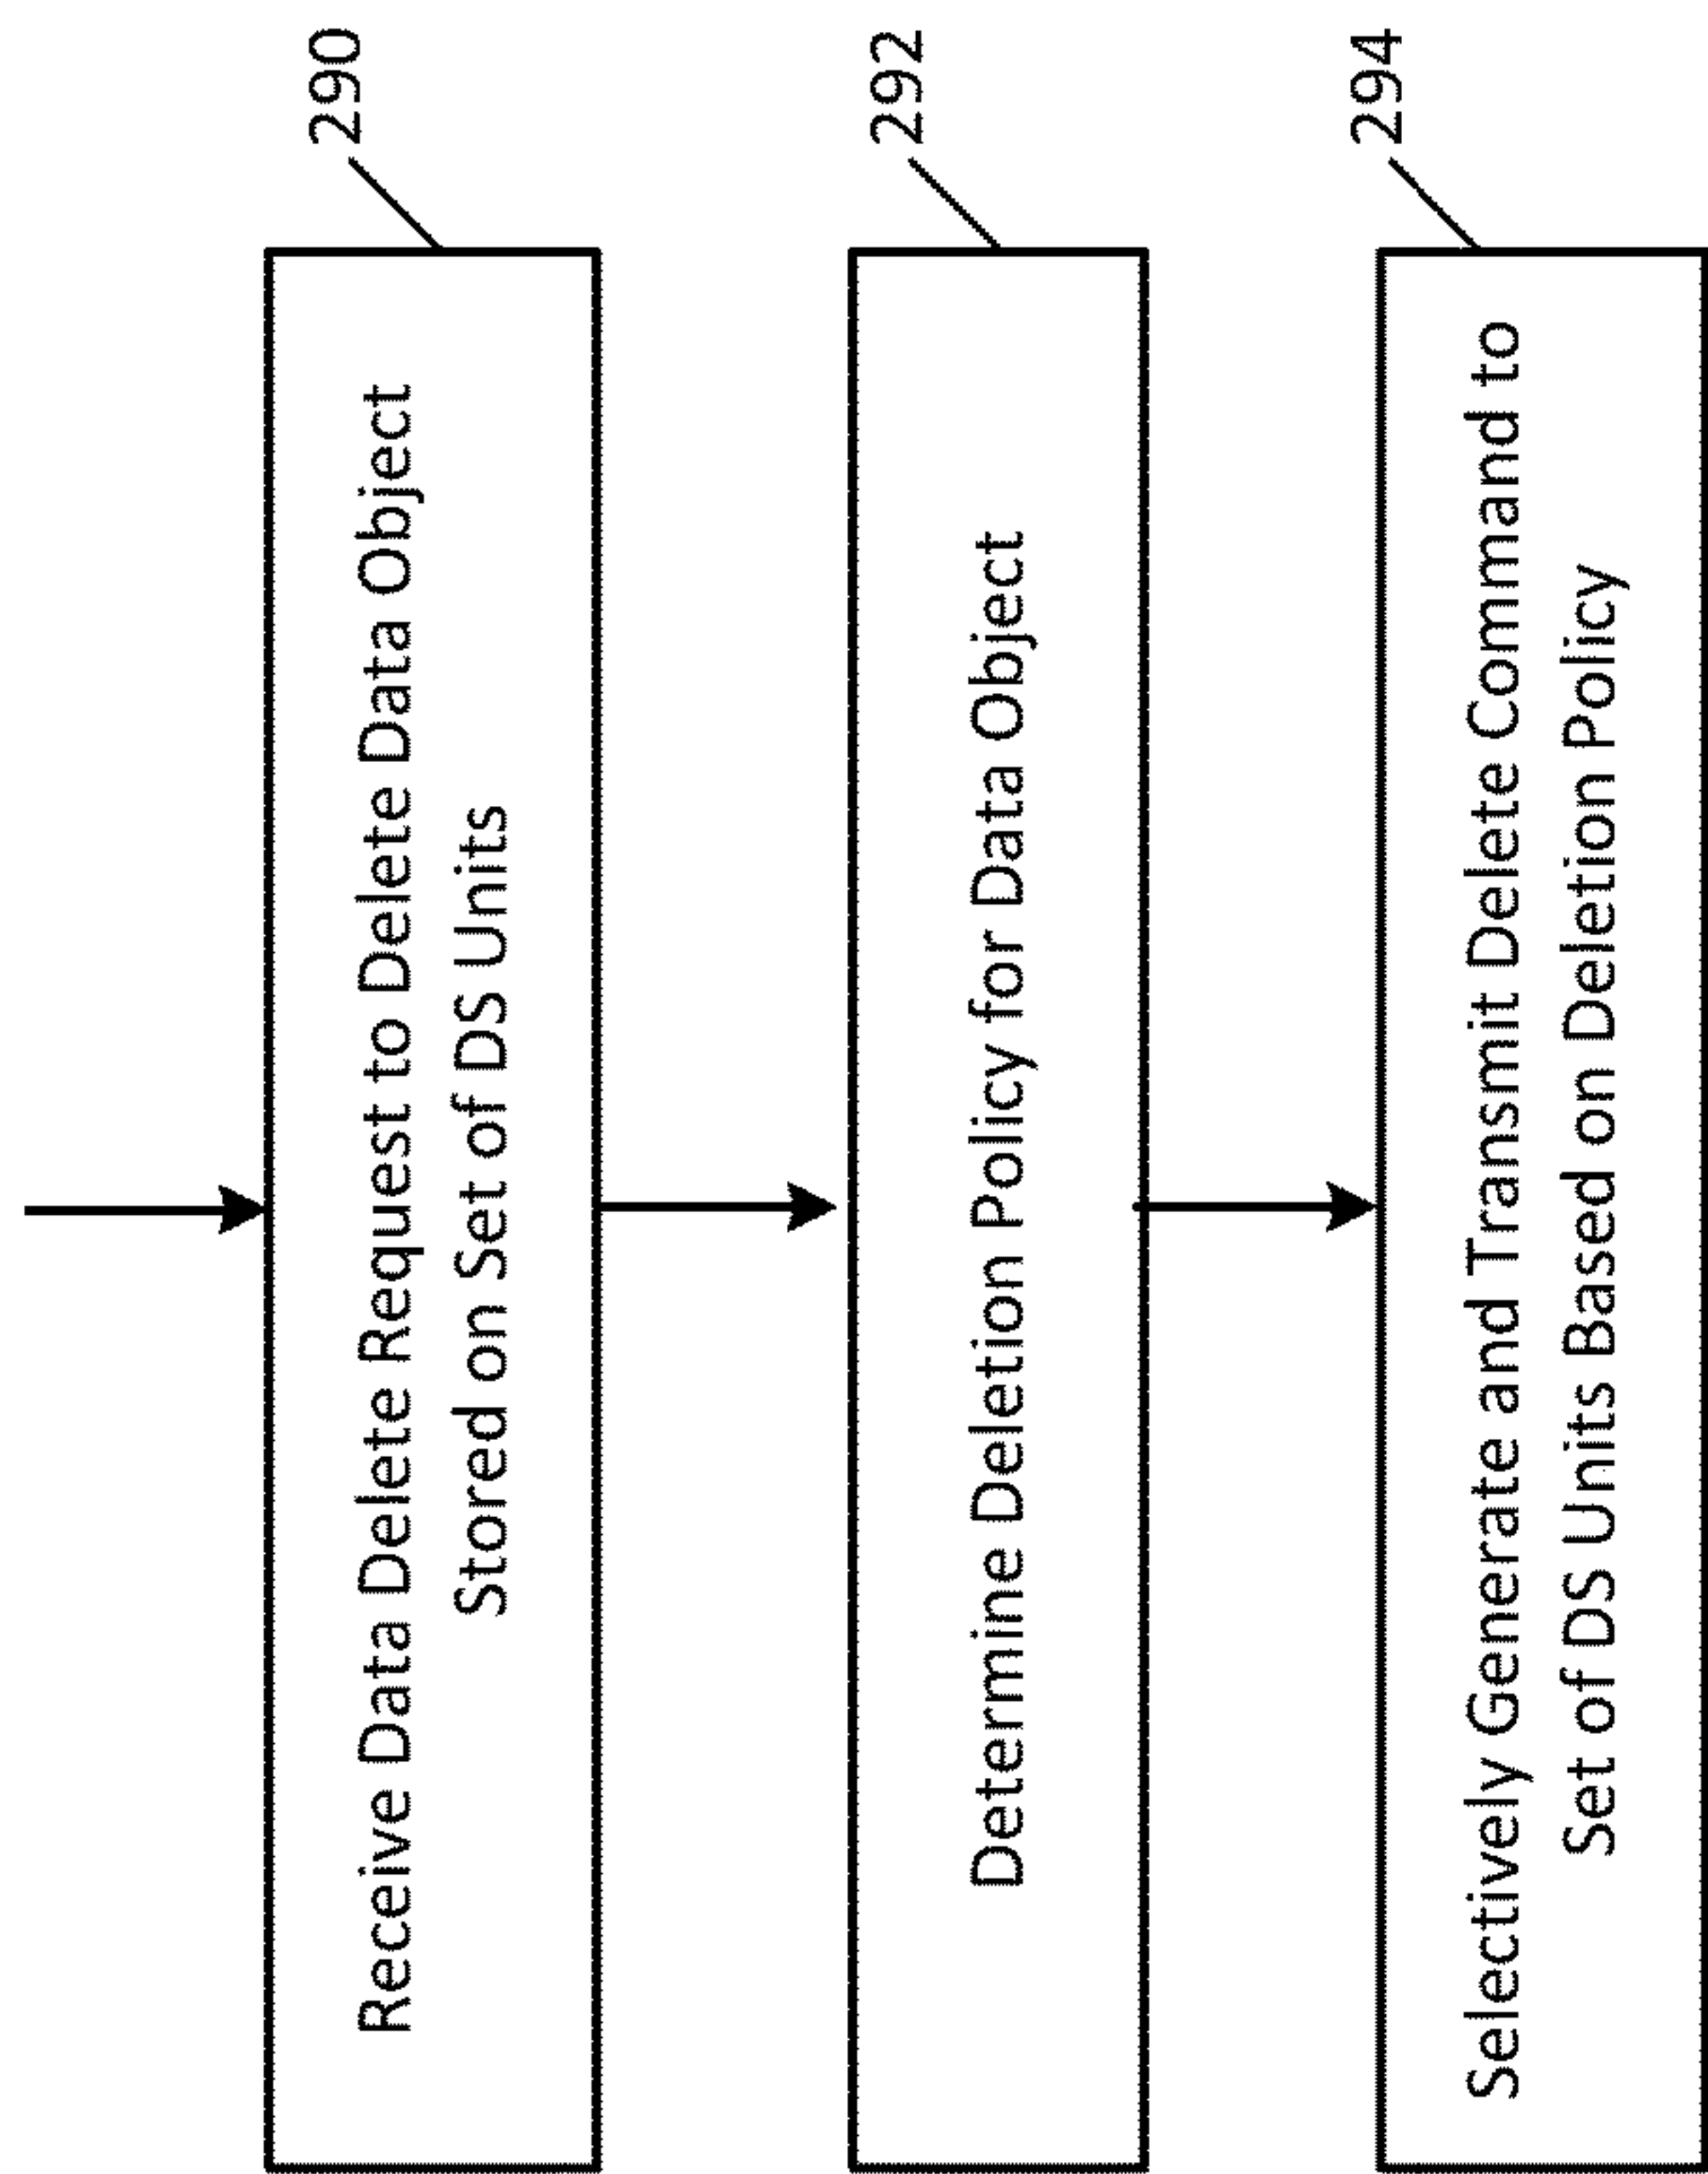 290
Receive Data Delete Request to Delete Data Object
Stored on Set of DS Units
292
Determine Deletion Policy for Data Object
294
Selectively Generate and Transmit Delete Command to
Set of DS Units Based on Deletion Policy